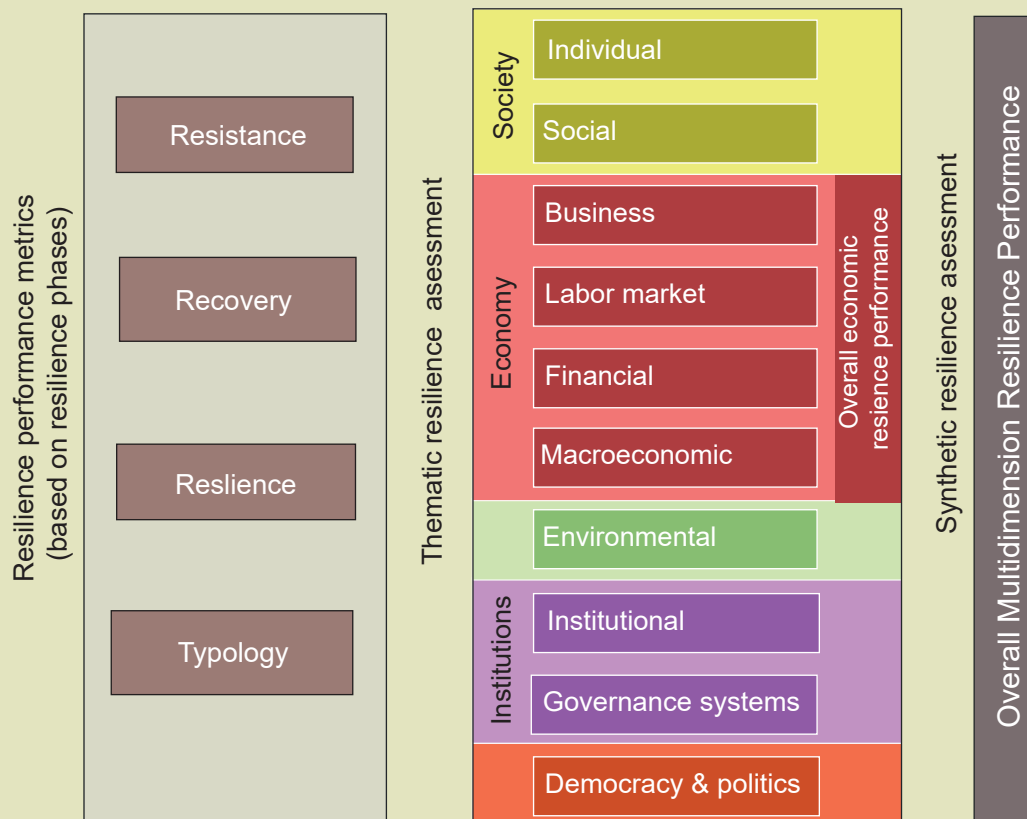 Resilience performance metrics
(based on resilience phases)
Resistance
Recovery
Reslience
Typology
Thematic resilience asessment
Society
Individual
Social
Economy
Business
Labor market
Financial
Macroeconomic
Overall economic
resience performance
Environmental
Institutions
Institutional
Governance systems
Democracy & politics
Synthetic resilience asessment
Overall Multidimension Resilience Performance